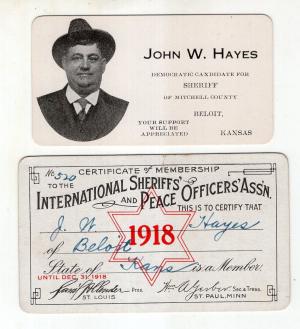 JOHN W. HAYES
DEMOCRATIC CANDIDATE FOR
SHERIFF
OF MITCHELL COUNTY
BELOIT,
YOUR SUPPORT
WILL BE
APPRECIATED
KANSAS
CERTIFICATE OF MEMBERSHIP
No. 520
TO THE
INTERNATIONAL SHERIFFS'
AND PEACE OFFICERS' ASS'N.
THIS IS TO CERTIFY THAT
J. W. Hayes
of Beloit
1918
State of Kans is a Member.
UNTIL DEC. 31, 1918
Pres.
Sec. & Treas.
ST. LOUIS
ST. PAUL, MINN